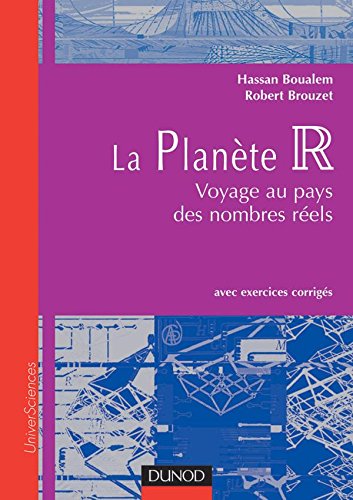 Hassan Boualem
Robert Brouzet
La Planète ℝ
Voyage au pays
des nombres réels
avec exercices corrigés
UniverSciences
DUNOD